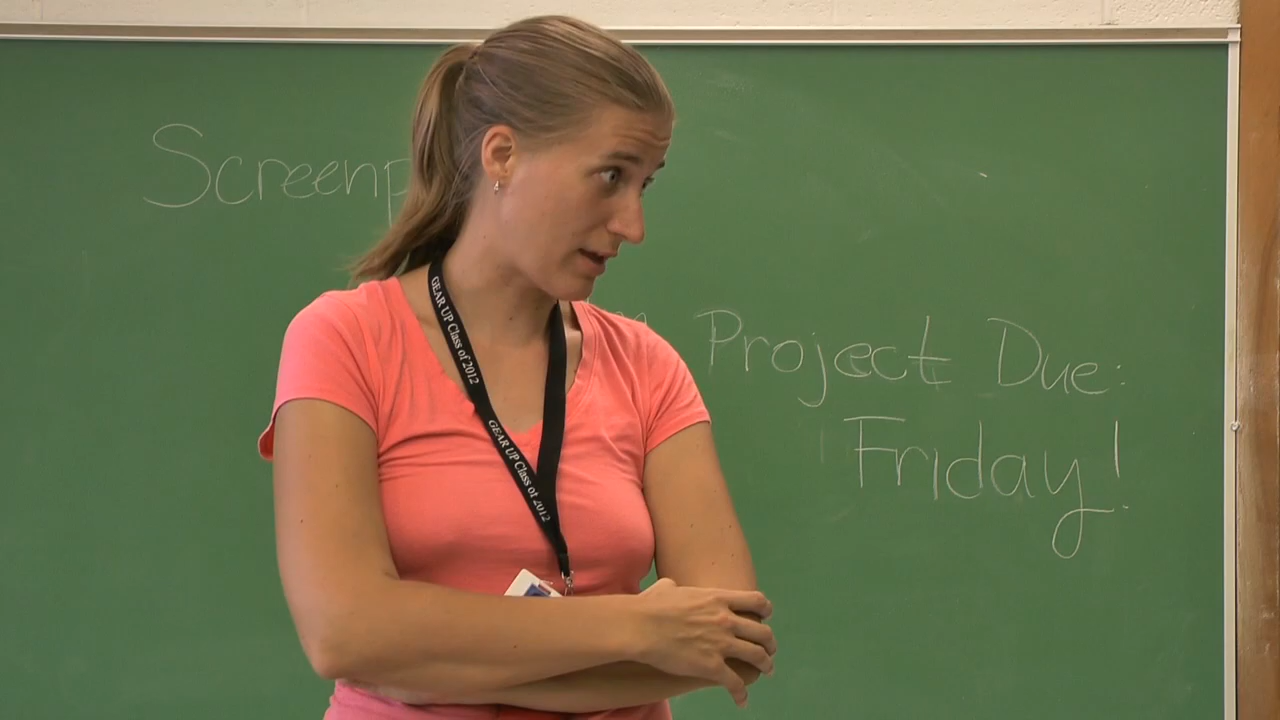 Screenp
Project Due:
Friday!
GEAR UP Class of 2012
GEAR UP Class of 2012